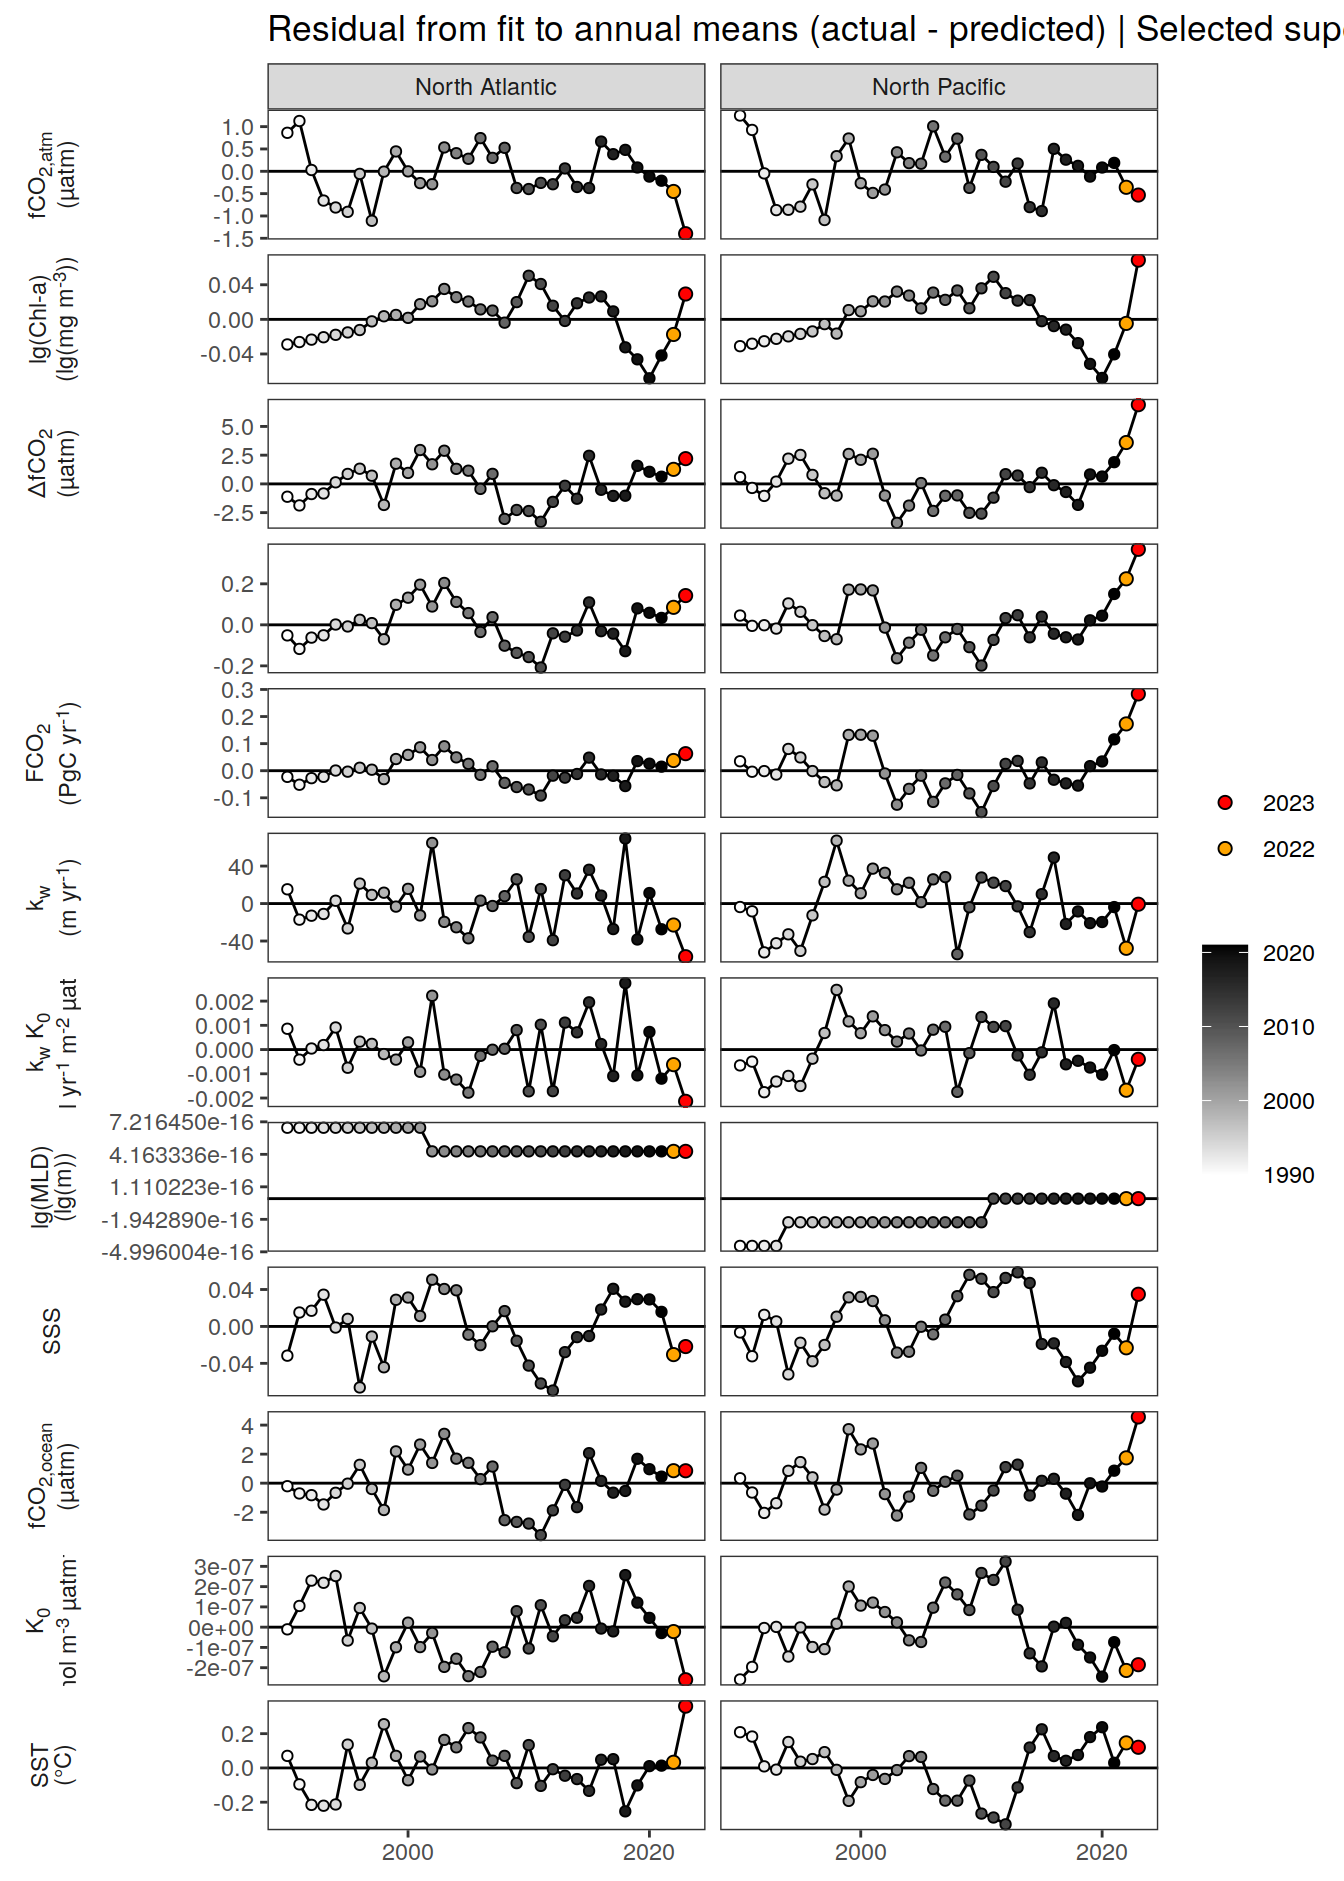 Residual from fit to annual means (actual - predicted) | Selected sup
North Atlantic
North Pacific
fCO2,atm
(µatm)
1.0
0.5
0.0
-0.5
-1.0
-1.5
lg(Chl-a)
(lg(mg m-3))
0.04
0.00
-0.04
ΔfCO2
(µatm)
5.0
2.5
0.0
-2.5
0.2
0.0
-0.2
FCO2
(PgC yr-1)
0.3
0.2
0.1
0.0
-0.1
kw
(m yr-1)
40
0
-40
kw K0
l yr-1 m-2 µat
0.002
0.001
0.000
-0.001
-0.002
lg(MLD)
(lg(m))
7.216450e-16
4.163336e-16
1.110223e-16
-1.942890e-16
-4.996004e-16
SSS
0.04
0.00
-0.04
fCO2,ocean
(µatm)
4
2
0
-2
K0
nol m-3 µatm-
3e-07
2e-07
1e-07
0e+00
-1e-07
-2e-07
SST
(°C)
0.2
0.0
-0.2
2000
2020
2000
2020
2023
2022
2020
2010
2000
1990